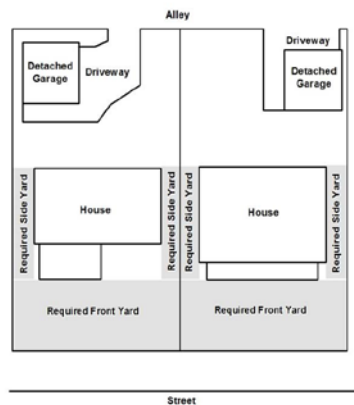 Alley
Driveway
Detached
Garage
Driveway
Detached
Garage
Required Side Yard
House
Required Side Yard
Required Side Yard
House
Required Side Yard
Required Front Yard
Required Front Yard
Street